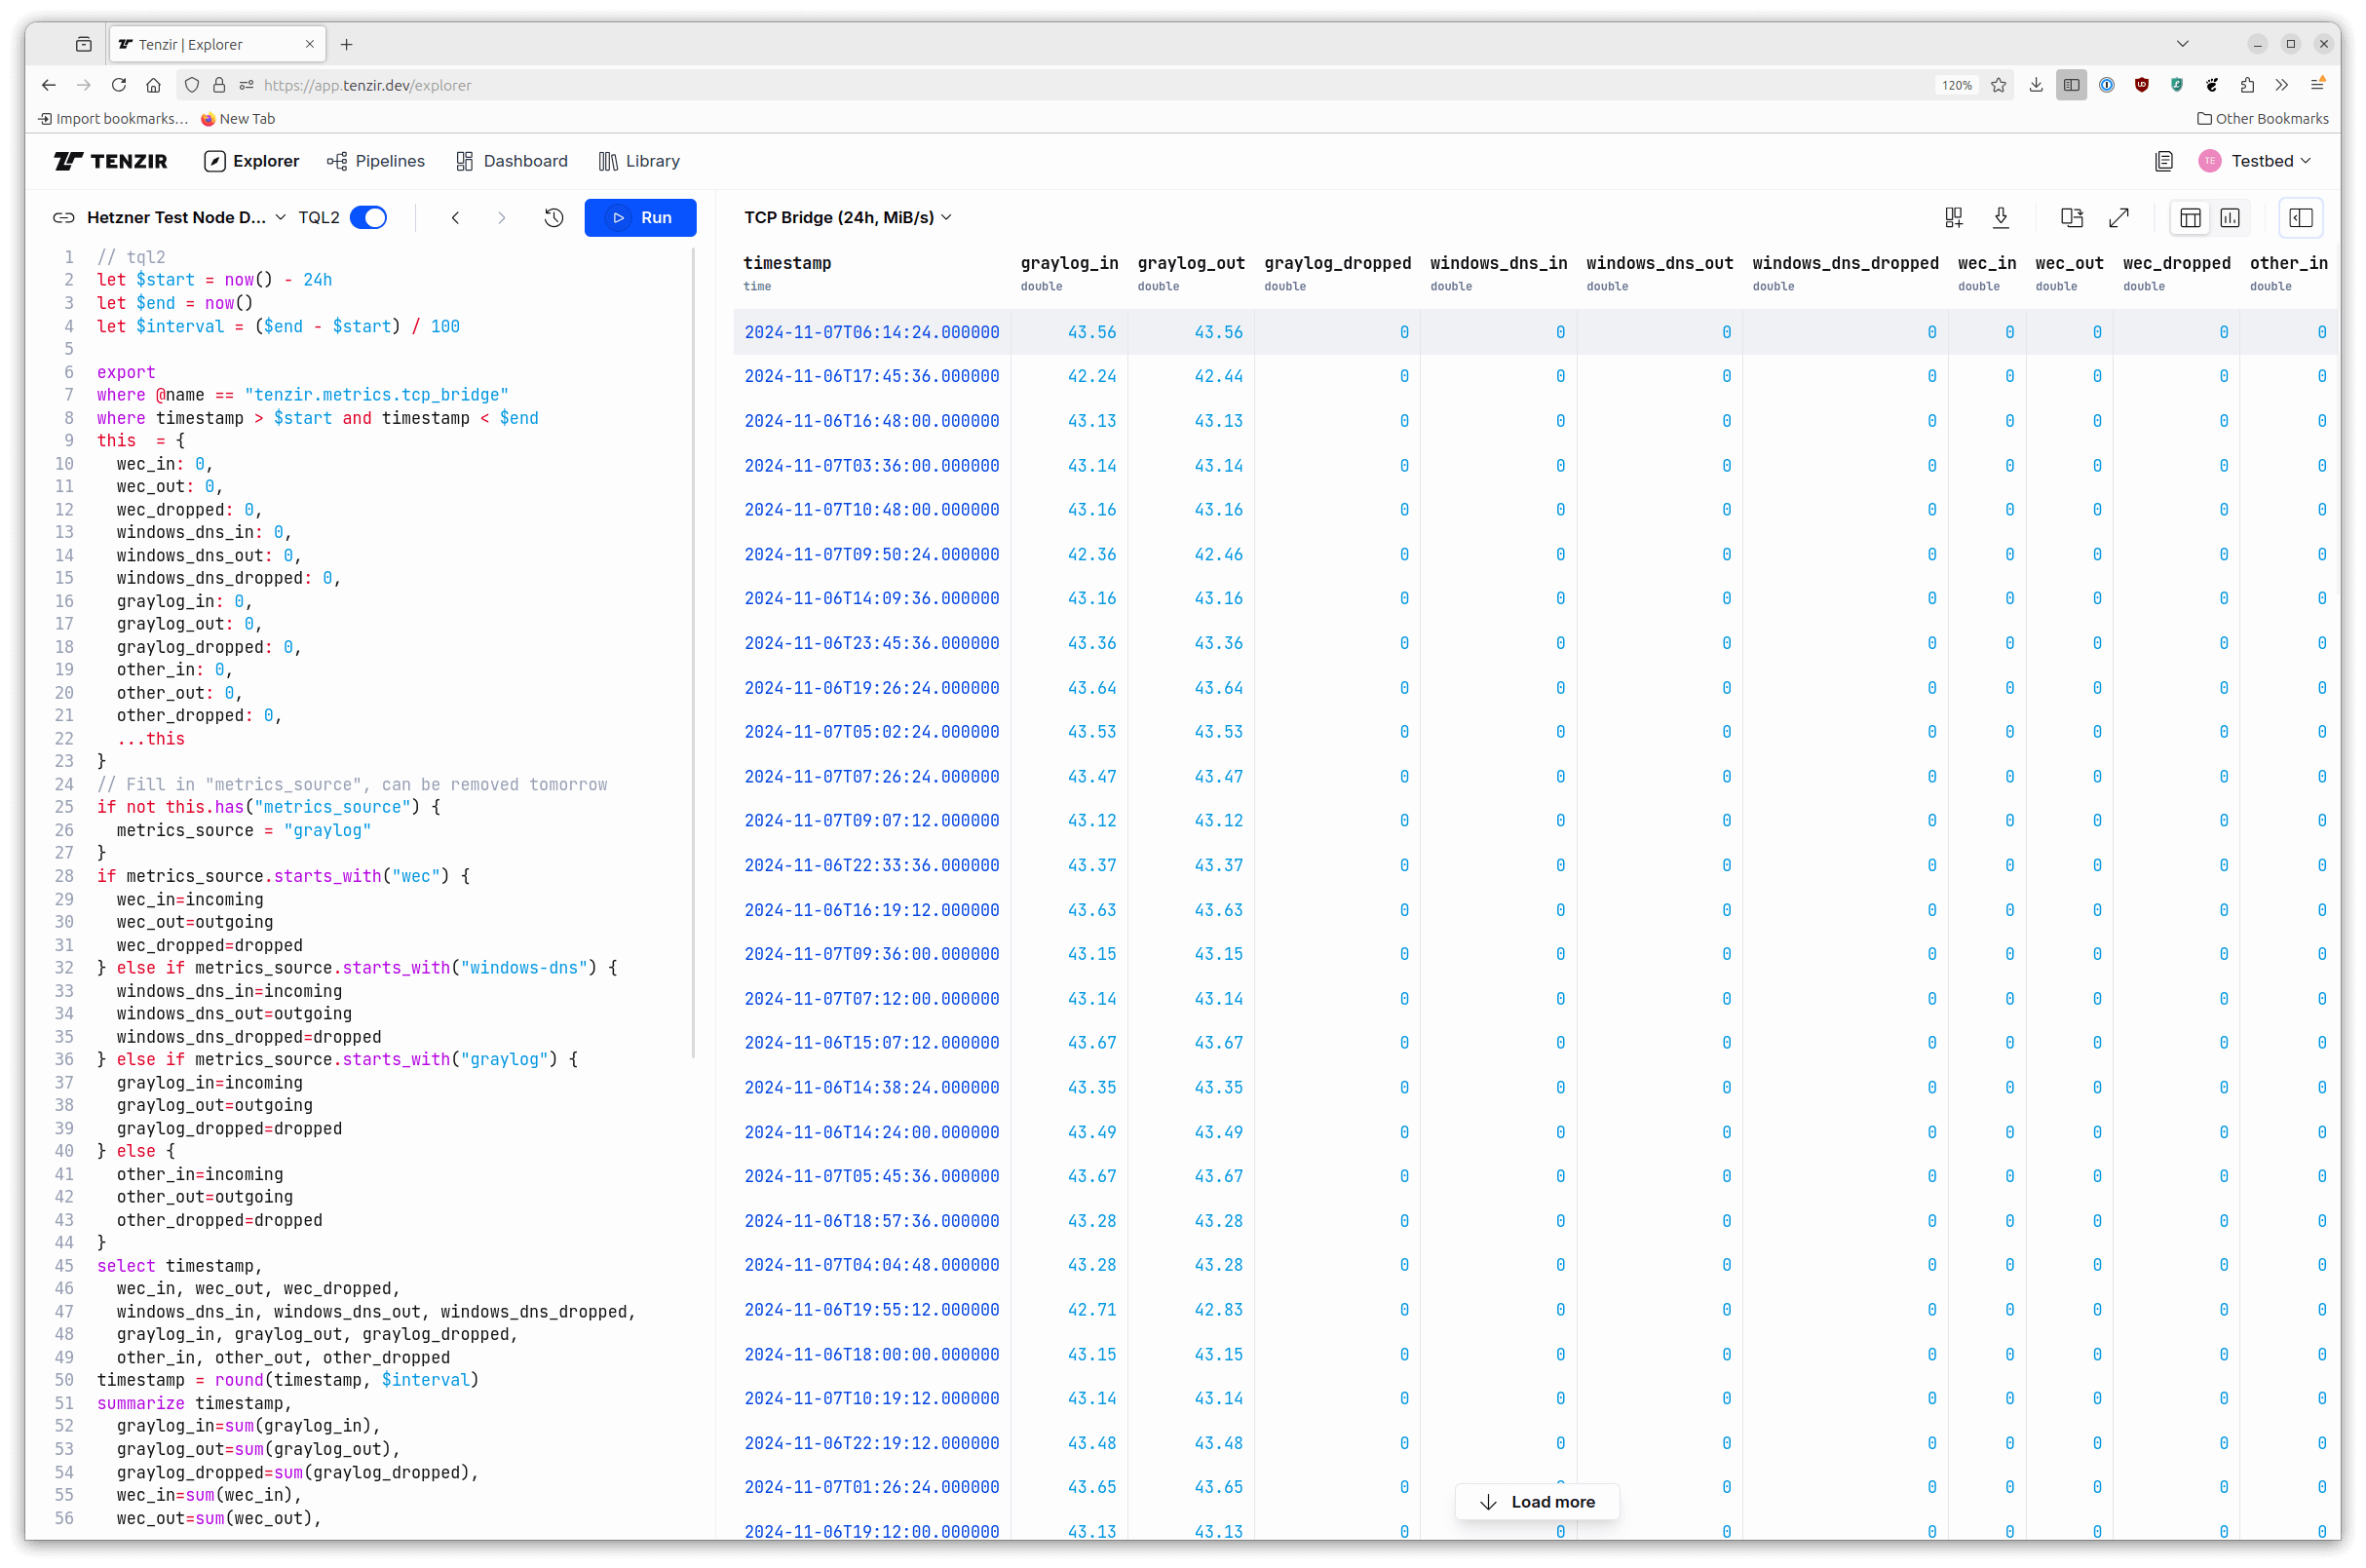 Tenzir | Explorer
https://app.tenzir.dev/explorer
120%
Import bookmarks...
New Tab
Other Bookmarks
TENZIR
Explorer
Pipelines
Dashboard
Library
TE
Testbed
Hetzner Test Node D...
TQL2
Run
1 // tql2
2 let $start = now() - 24h
3 let $end = now()
4 let $interval = ($end - $start) / 100
5
6 export
7 where @name == "tenzir.metrics.tcp_bridge"
8 where timestamp > $start and timestamp < $end
9 this  = {
10   wec_in: 0,
11   wec_out: 0,
12   wec_dropped: 0,
13   windows_dns_in: 0,
14   windows_dns_out: 0,
15   windows_dns_dropped: 0,
16   graylog_in: 0,
17   graylog_out: 0,
18   graylog_dropped: 0,
19   other_in: 0,
20   other_out: 0,
21   other_dropped: 0,
22   ...this
23 }
24 // Fill in "metrics_source", can be removed tomorrow
25 if not this.has("metrics_source") {
26   metrics_source = "graylog"
27 }
28 if metrics_source.starts_with("wec") {
29   wec_in=incoming
30   wec_out=outgoing
31   wec_dropped=dropped
32 } else if metrics_source.starts_with("windows-dns") {
33   windows_dns_in=incoming
34   windows_dns_out=outgoing
35   windows_dns_dropped=dropped
36 } else if metrics_source.starts_with("graylog") {
37   graylog_in=incoming
38   graylog_out=outgoing
39   graylog_dropped=dropped
40 } else {
41   other_in=incoming
42   other_out=outgoing
43   other_dropped=dropped
44 }
45 select timestamp,
46   wec_in, wec_out, wec_dropped,
47   windows_dns_in, windows_dns_out, windows_dns_dropped,
48   graylog_in, graylog_out, graylog_dropped,
49   other_in, other_out, other_dropped
50 timestamp = round(timestamp, $interval)
51 summarize timestamp,
52   graylog_in=sum(graylog_in),
53   graylog_out=sum(graylog_out),
54   graylog_dropped=sum(graylog_dropped),
55   wec_in=sum(wec_in),
56   wec_out=sum(wec_out),
TCP Bridge (24h, MiB/s)
timestamp graylog_in graylog_out graylog_dropped windows_dns_in windows_dns_out windows_dns_dropped wec_in wec_out wec_dropped other_in
time double double double double double double double double double double
2024-11-07T06:14:24.000000 43.56 43.56 0 0 0 0 0 0 0 0
2024-11-06T17:45:36.000000 42.24 42.44 0 0 0 0 0 0 0 0
2024-11-06T16:48:00.000000 43.13 43.13 0 0 0 0 0 0 0 0
2024-11-07T03:36:00.000000 43.14 43.14 0 0 0 0 0 0 0 0
2024-11-07T10:48:00.000000 43.16 43.16 0 0 0 0 0 0 0 0
2024-11-07T09:50:24.000000 42.36 42.46 0 0 0 0 0 0 0 0
2024-11-06T14:09:36.000000 43.16 43.16 0 0 0 0 0 0 0 0
2024-11-06T23:45:36.000000 43.36 43.36 0 0 0 0 0 0 0 0
2024-11-06T19:26:24.000000 43.64 43.64 0 0 0 0 0 0 0 0
2024-11-07T05:02:24.000000 43.53 43.53 0 0 0 0 0 0 0 0
2024-11-07T07:26:24.000000 43.47 43.47 0 0 0 0 0 0 0 0
2024-11-07T09:07:12.000000 43.12 43.12 0 0 0 0 0 0 0 0
2024-11-06T22:33:36.000000 43.37 43.37 0 0 0 0 0 0 0 0
2024-11-06T16:19:12.000000 43.63 43.63 0 0 0 0 0 0 0 0
2024-11-07T09:36:00.000000 43.15 43.15 0 0 0 0 0 0 0 0
2024-11-07T07:12:00.000000 43.14 43.14 0 0 0 0 0 0 0 0
2024-11-06T15:07:12.000000 43.67 43.67 0 0 0 0 0 0 0 0
2024-11-06T14:38:24.000000 43.35 43.35 0 0 0 0 0 0 0 0
2024-11-06T14:24:00.000000 43.49 43.49 0 0 0 0 0 0 0 0
2024-11-07T05:45:36.000000 43.67 43.67 0 0 0 0 0 0 0 0
2024-11-06T18:57:36.000000 43.28 43.28 0 0 0 0 0 0 0 0
2024-11-07T04:04:48.000000 43.28 43.28 0 0 0 0 0 0 0 0
2024-11-06T19:55:12.000000 42.71 42.83 0 0 0 0 0 0 0 0
2024-11-06T18:00:00.000000 43.15 43.15 0 0 0 0 0 0 0 0
2024-11-07T10:19:12.000000 43.14 43.14 0 0 0 0 0 0 0 0
2024-11-06T22:19:12.000000 43.48 43.48 0 0 0 0 0 0 0 0
2024-11-07T01:26:24.000000 43.65 43.65 0 0 0 0 0 0 0 0
Load more
2024-11-06T19:12:00.000000 43.13 43.13 0 0 0 0 0 0 0 0